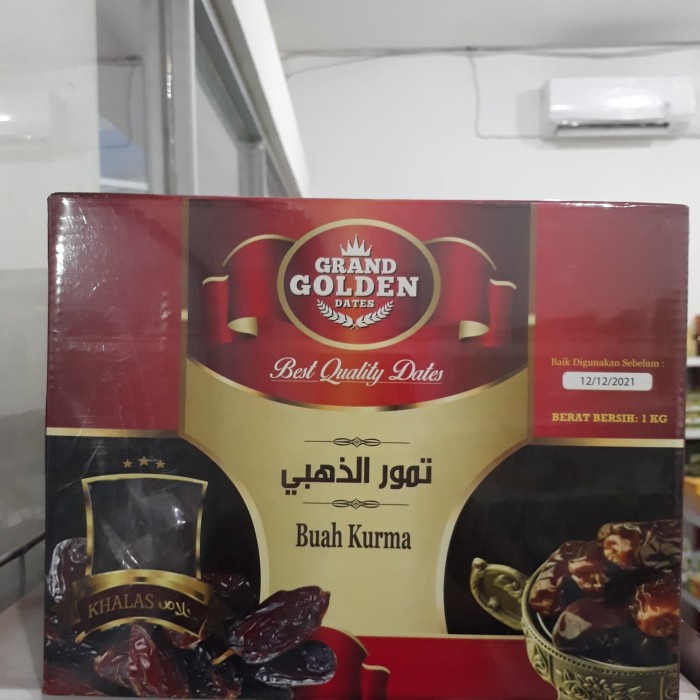 GRAND
GOLDEN
DATES
Best Quality Dates
Baik Digunakan Sebelum :
12/12/2021
BERAT BERSIH: 1 KG
تمور الذهبي
Buah Kurma
KHALAS خلاص